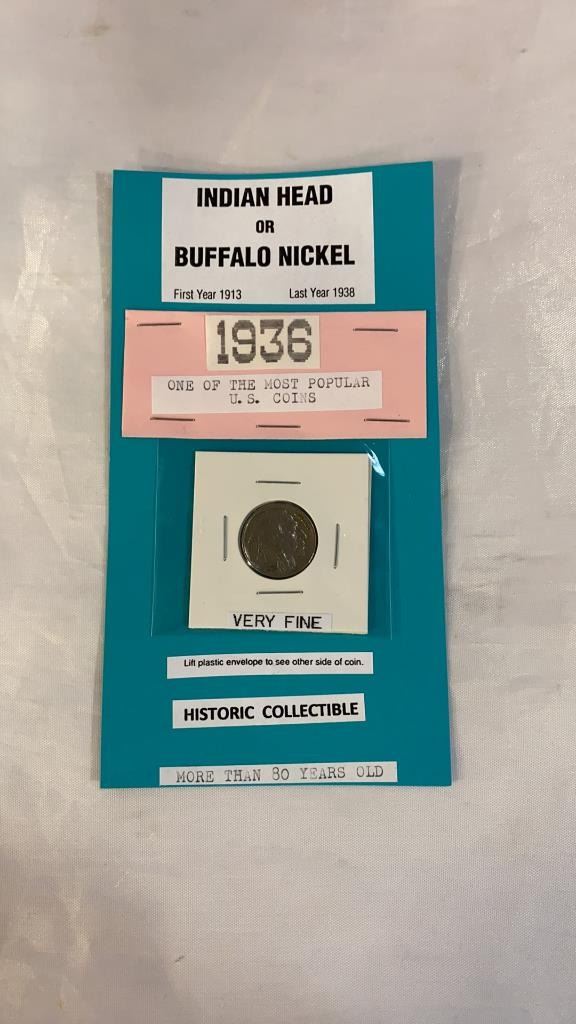 INDIAN HEAD
OR
BUFFALO NICKEL
First Year 1913 Last Year 1938
1936
ONE OF THE MOST POPULAR
U.S. COINS
VERY FINE
Lift plastic envelope to see other side of coin.
HISTORIC COLLECTIBLE
MORE THAN 80 YEARS OLD